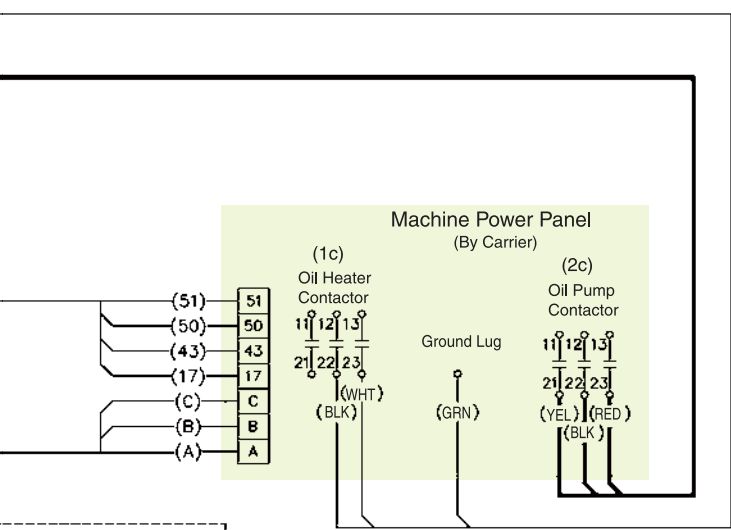 Machine Power Panel
(By Carrier)
(1c)
Oil Heater
Contactor
11 12 13
21 22 23
(WHT)
(BLK)
Ground Lug
(GRN)
(2c)
Oil Pump
Contactor
11 12 13
21 22 23
(YEL) (RED)
(BLK)
(51) 51
(50) 50
(43) 43
(17) 17
(C) C
(B) B
(A) A